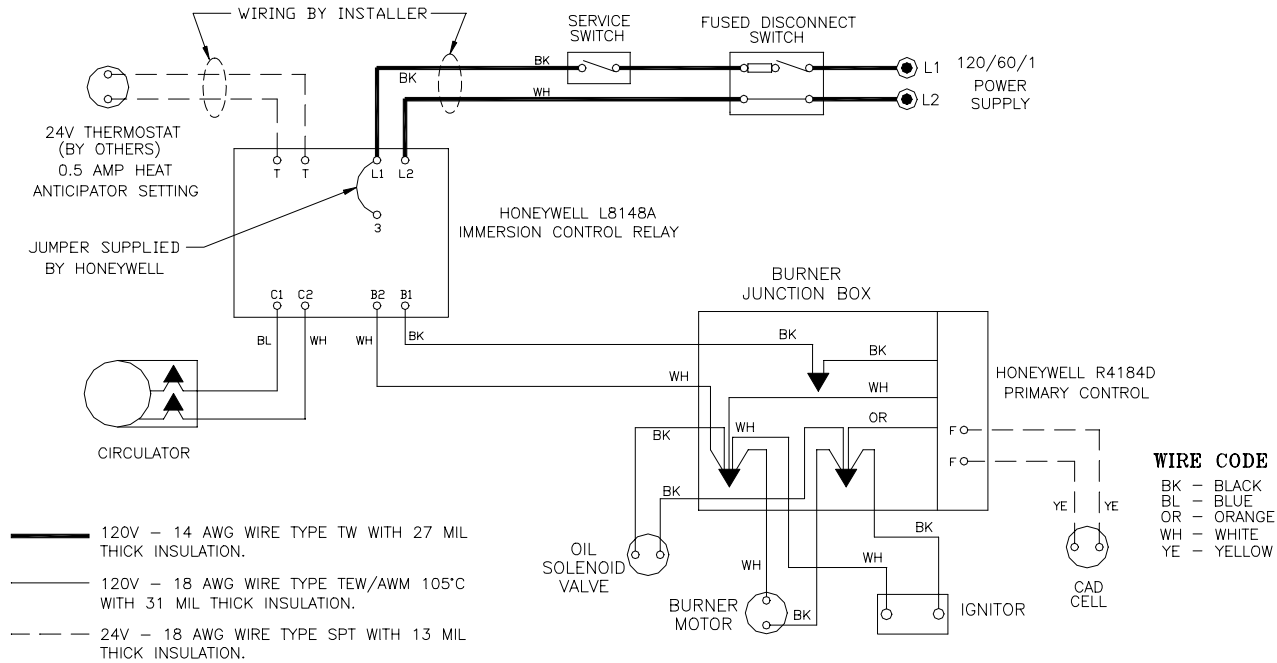 WIRING BY INSTALLER
SERVICE
SWITCH
FUSED DISCONNECT
SWITCH
BK
BK
WH
L1
L2
120/60/1
POWER
SUPPLY
24V THERMOSTAT
(BY OTHERS)
0.5 AMP HEAT
ANTICIPATOR SETTING
T
T
L1
L2
3
JUMPER SUPPLIED
BY HONEYWELL
HONEYWELL L8148A
IMMERSION CONTROL RELAY
C1
C2
B2
B1
BL
WH
WH
BK
CIRCULATOR
BURNER
JUNCTION BOX
BK
BK
WH
WH
OR
BK
WH
BK
F
F
HONEYWELL R4184D
PRIMARY CONTROL
OIL
SOLENOID
VALVE
WH
BURNER
MOTOR
BK
WH
BK
IGNITOR
YE
YE
CAD
CELL
WIRE CODE
BK - BLACK
BL - BLUE
OR - ORANGE
WH - WHITE
YE - YELLOW
120V - 14 AWG WIRE TYPE TW WITH 27 MIL
THICK INSULATION.
120V - 18 AWG WIRE TYPE TEW/AWM 105°C
WITH 31 MIL THICK INSULATION.
24V - 18 AWG WIRE TYPE SPT WITH 13 MIL
THICK INSULATION.